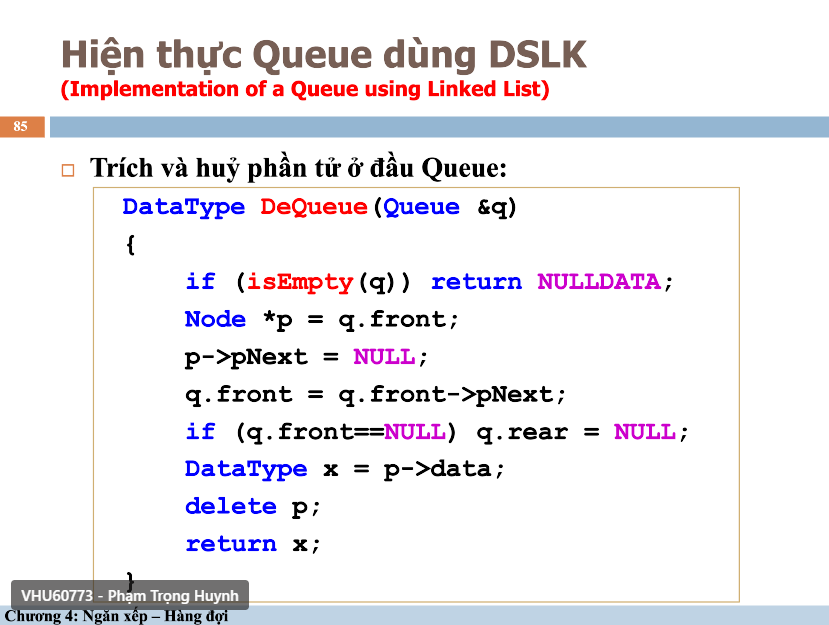 Hiện thực Queue dùng DSLK
(Implementation of a Queue using Linked List)
85
Trích và huỷ phần tử ở đầu Queue:
DataType DeQueue(Queue &q)
{
if (isEmpty(q)) return NULLDATA;
Node *p = q.front;
p->pNext = NULL;
q.front = q.front->pNext;
if (q.front==NULL) q.rear = NULL;
DataType x = p->data;
delete p;
return x;
}
VHU60773 - Phạm Trọng Huynh
Chương 4: Ngăn xếp – Hàng đợi